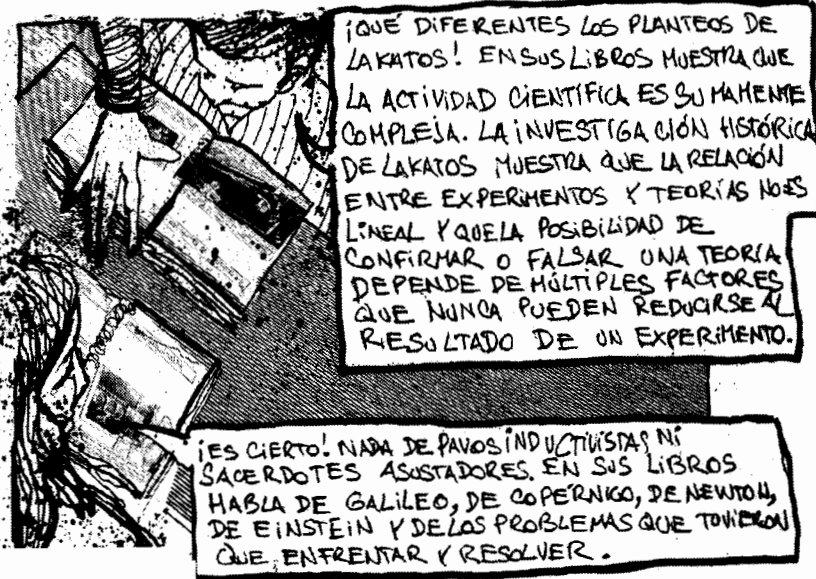 ¡QUÉ DIFERENTES LOS PLANTEOS DE
LAKATOS! EN SUS LIBROS MUESTRA QUE
LA ACTIVIDAD CIENTÍFICA ES SUMAMENTE
COMPLEJA. LA INVESTIGACIÓN HISTÓRICA
DE LAKATOS MUESTRA QUE LA RELACIÓN
ENTRE EXPERIMENTOS Y TEORÍAS NO ES
LINEAL Y QUE LA POSIBILIDAD DE
CONFIRMAR O FALSAR UNA TEORÍA
DEPENDE DE MÚLTIPLES FACTORES
QUE NUNCA PUEDEN REDUCIRSE AL
RESULTADO DE UN EXPERIMENTO.
¡ES CIERTO! NADA DE PAVOS INDUCTIVISTAS NI
SACERDOTES ASUSTADORES. EN SUS LIBROS
HABLA DE GALILEO, DE COPÉRNICO, DE NEWTON,
DE EINSTEIN Y DE LOS PROBLEMAS QUE TUVIERON
QUE ENFRENTAR Y RESOLVER.